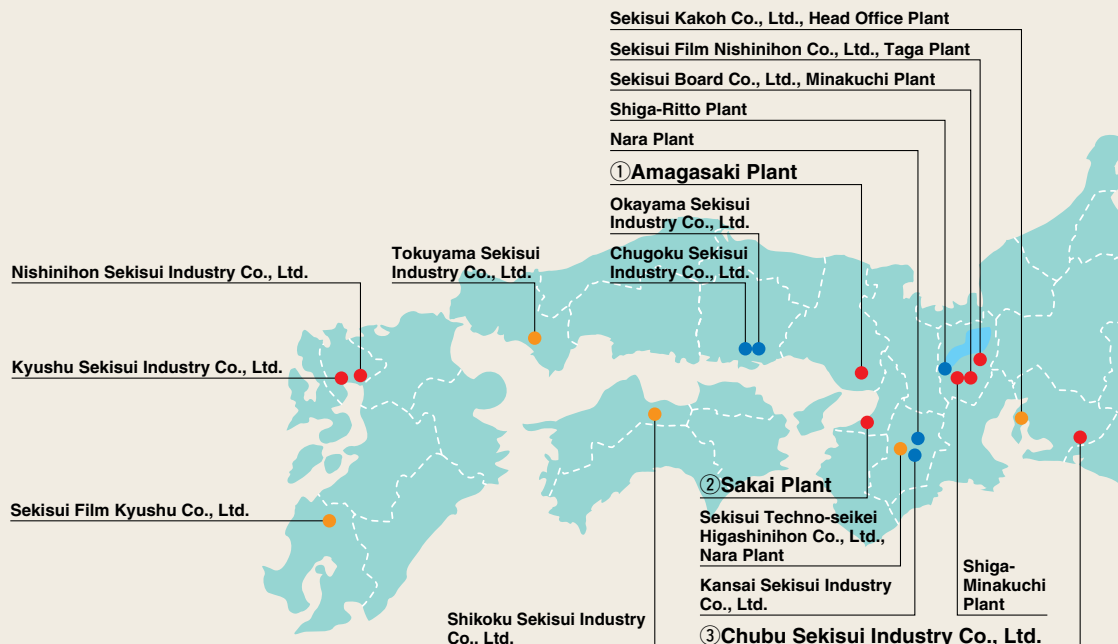 Sekisui Kakoh Co., Ltd., Head Office Plant
Sekisui Film Nishinihon Co., Ltd., Taga Plant
Sekisui Board Co., Ltd., Minakuchi Plant
Shiga-Ritto Plant
Nara Plant
①Amagasaki Plant
Okayama Sekisui
Industry Co., Ltd.
Tokuyama Sekisui
Industry Co., Ltd.
Chugoku Sekisui
Industry Co., Ltd.
Nishinihon Sekisui Industry Co., Ltd.
Kyushu Sekisui Industry Co., Ltd.
②Sakai Plant
Sekisui Film Kyushu Co., Ltd.
Sekisui Techno-seikei
Higashinihon Co., Ltd.,
Nara Plant
Shiga-
Minakuchi
Plant
Kansai Sekisui Industry
Co., Ltd.
Shikoku Sekisui Industry
Co., Ltd.
③Chubu Sekisui Industry Co., Ltd.